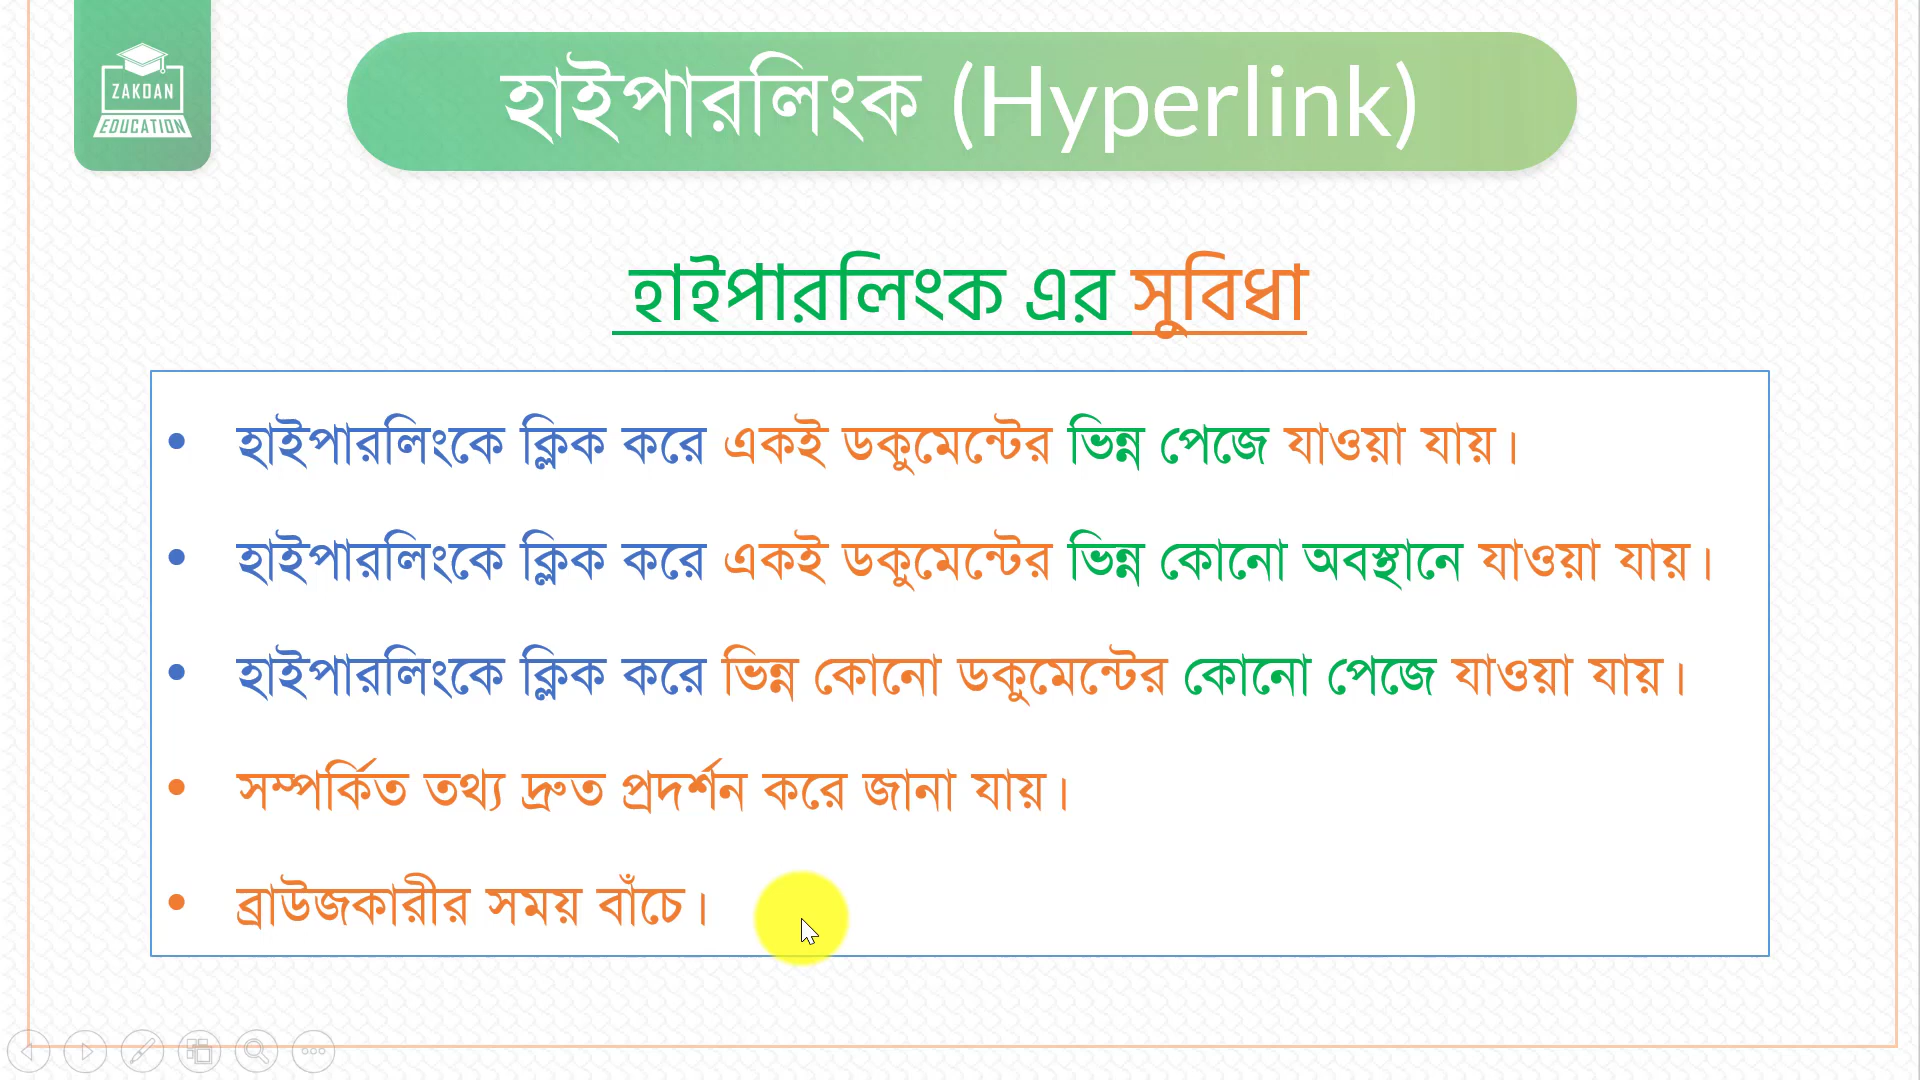 ZAKOAN
EDUCATION
হাইপারলিংক (Hyperlink)
হাইপারলিংক এর সুবিধা
• হাইপারলিংকে ক্লিক করে একই ডকুমেন্টের ভিন্ন পেজে যাওয়া যায়।
• হাইপারলিংকে ক্লিক করে একই ডকুমেন্টের ভিন্ন কোনো অবস্থানে যাওয়া যায়।
• হাইপারলিংকে ক্লিক করে ভিন্ন কোনো ডকুমেন্টের কোনো পেজে যাওয়া যায়।
• সম্পর্কিত তথ্য দ্রুত প্রদর্শন করে জানা যায়।
• ব্রাউজকারীর সময় বাঁচে।